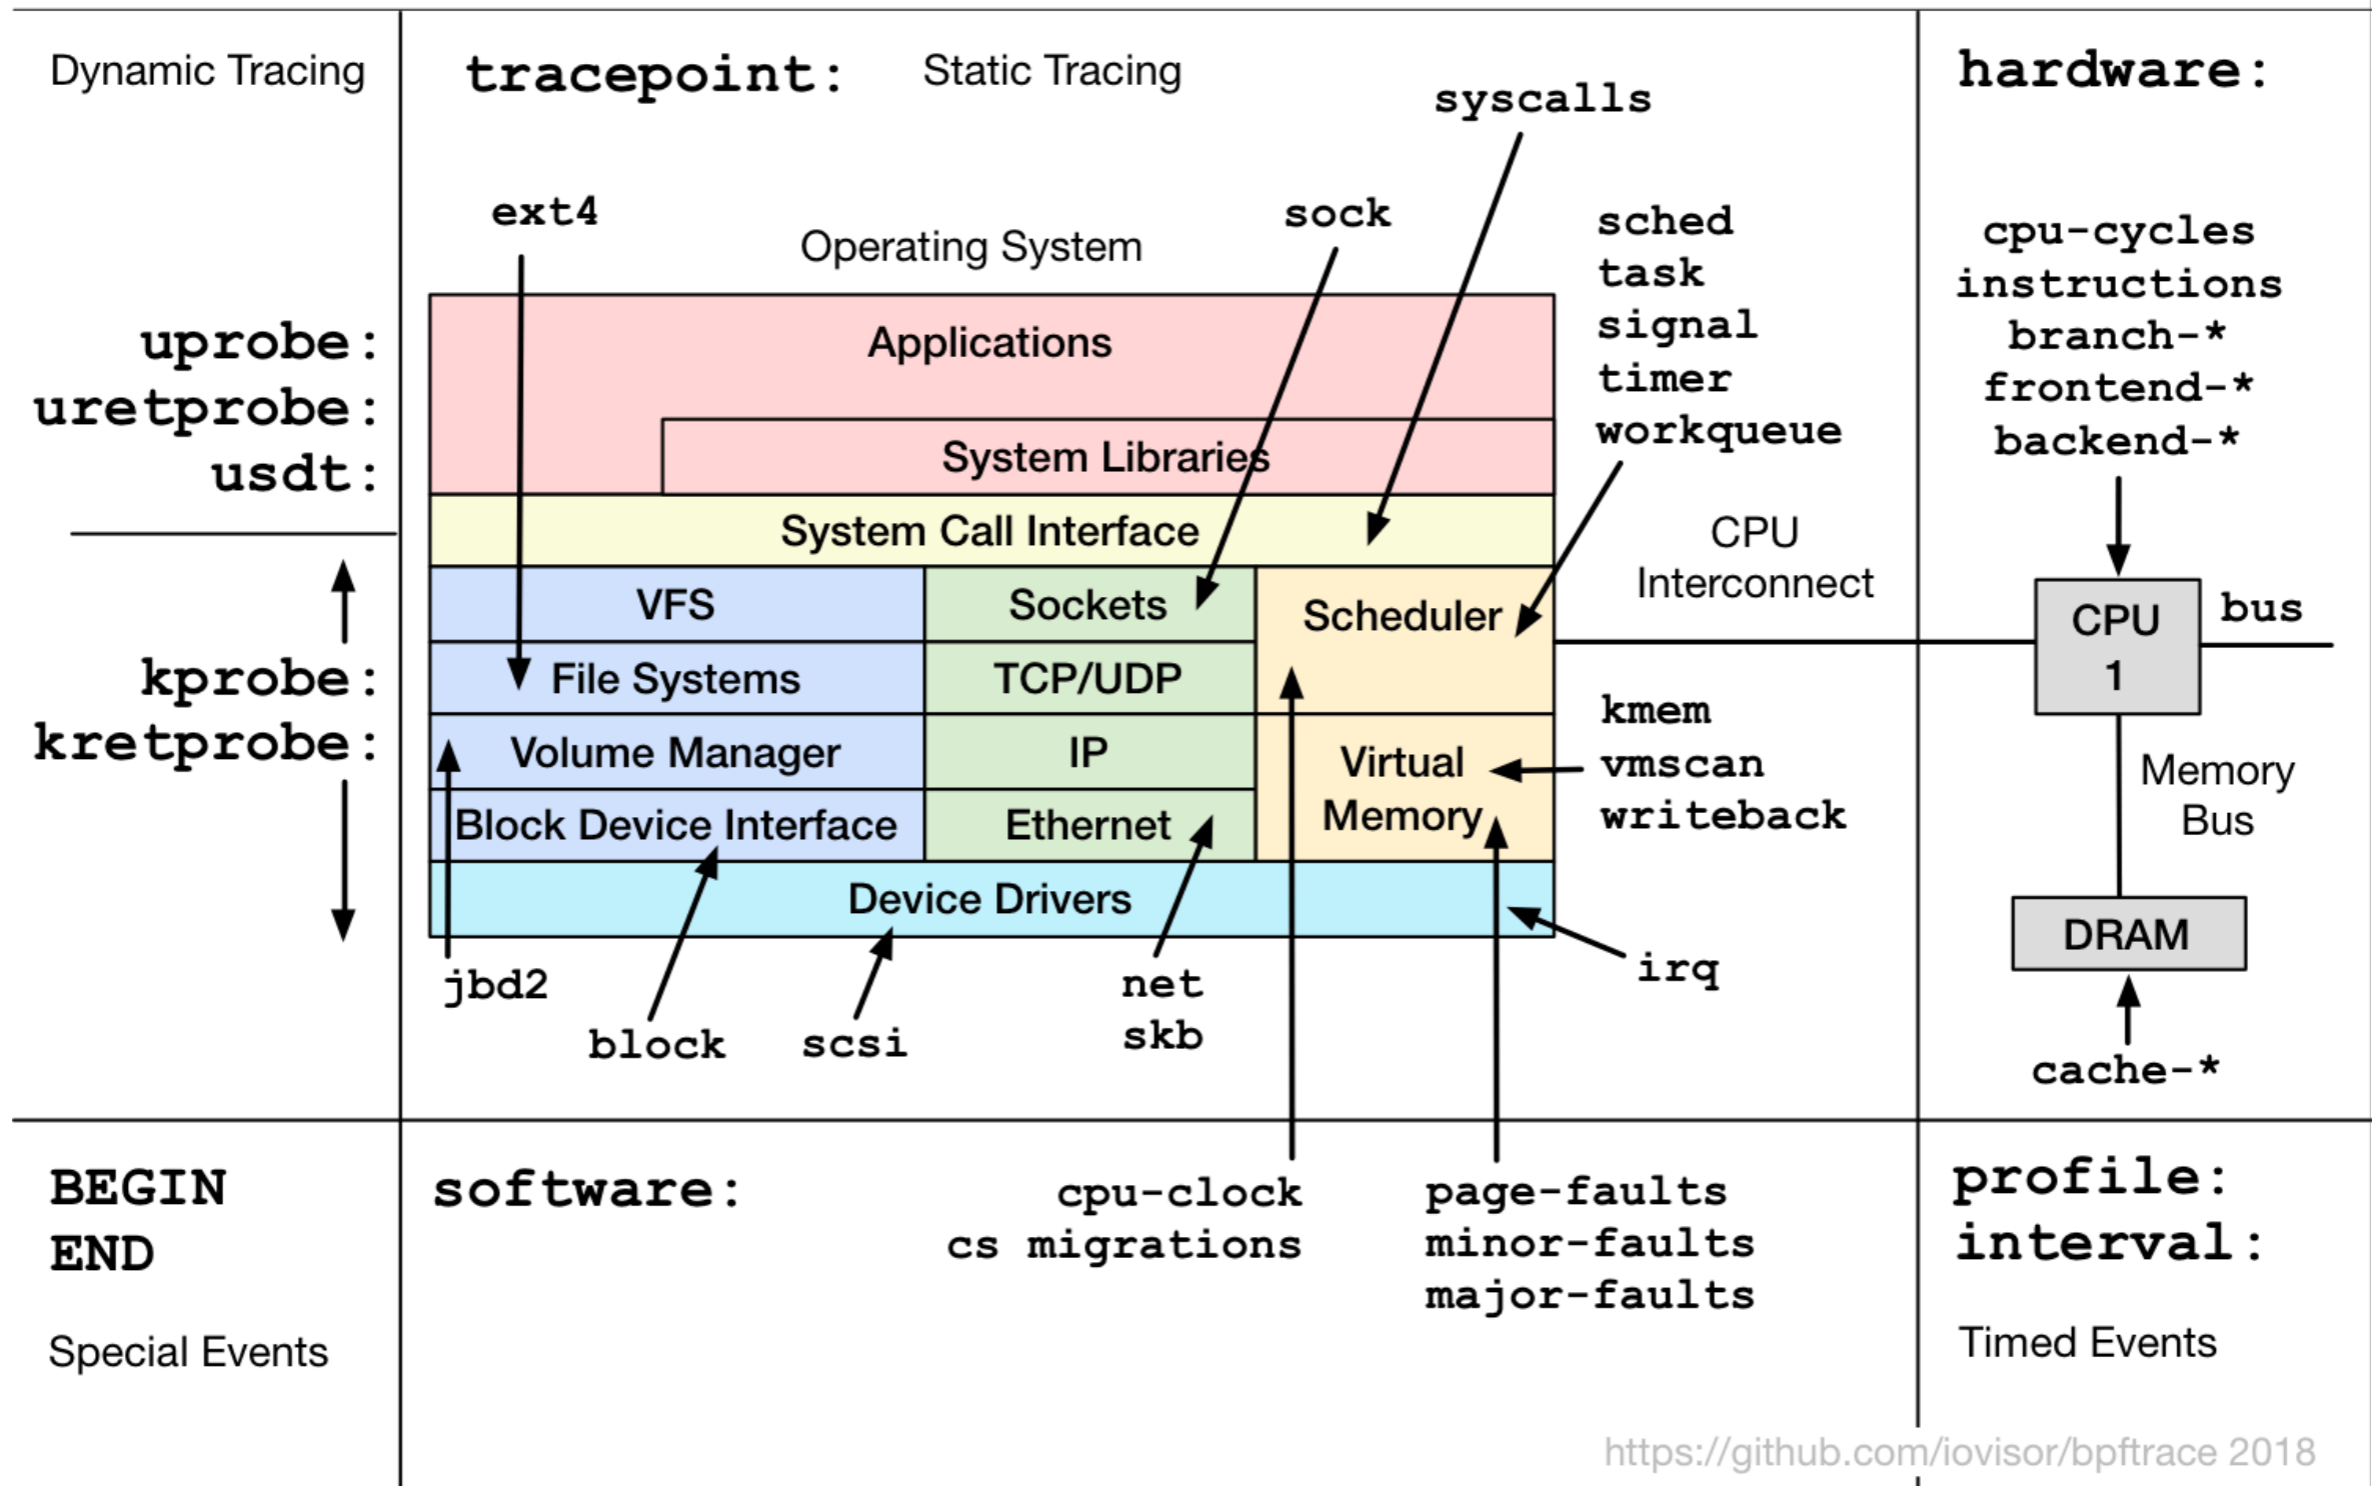 Dynamic Tracing
tracepoint: Static Tracing
hardware:
syscalls
ext4
Operating System
sock
sched
task
signal
timer
workqueue
cpu-cycles
instructions
branch-*
frontend-*
backend-*
uprobe:
uretprobe:
usdt:
Applications
System Libraries
System Call Interface
CPU
Interconnect
VFS
Sockets
Scheduler
CPU
1
bus
kprobe:
kretprobe:
File Systems
TCP/UDP
Volume Manager
IP
Virtual
Memory
kmem
vmscan
writeback
Memory
Bus
Block Device Interface
Ethernet
Device Drivers
DRAM
jbd2
block
scsi
net
skb
irq
cache-*
BEGIN
END
Special Events
software:
cpu-clock
cs migrations
page-faults
minor-faults
major-faults
profile:
interval:
Timed Events
https://github.com/iovisor/bpftrace 2018